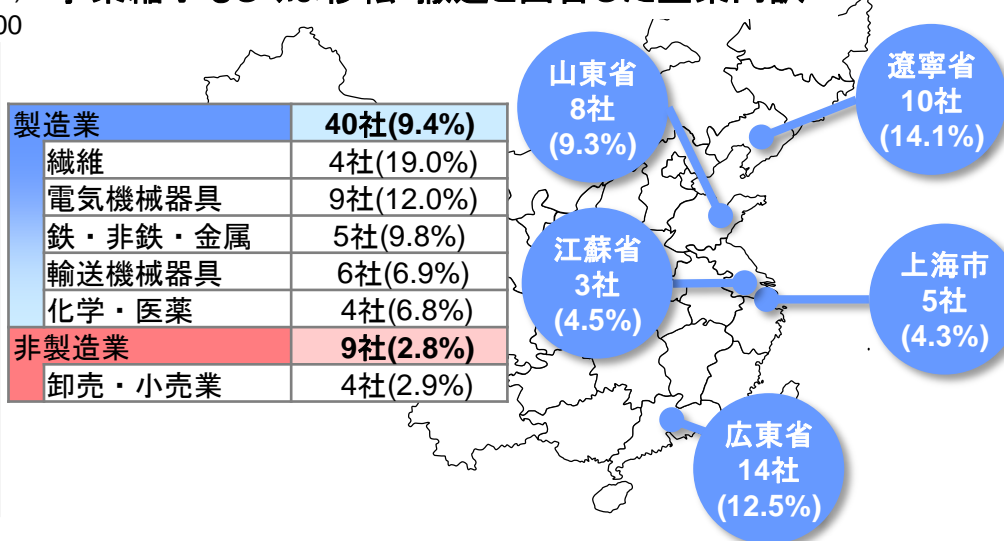 00
製造業 40社(9.4%)
繊維 4社(19.0%)
電気機械器具 9社(12.0%)
鉄・非鉄・金属 5社(9.8%)
輸送機械器具 6社(6.9%)
化学・医薬 4社(6.8%)
非製造業 9社(2.8%)
卸売・小売業 4社(2.9%)
山東省
8社
(9.3%)
遼寧省
10社
(14.1%)
江蘇省
3社
(4.5%)
上海市
5社
(4.3%)
広東省
14社
(12.5%)